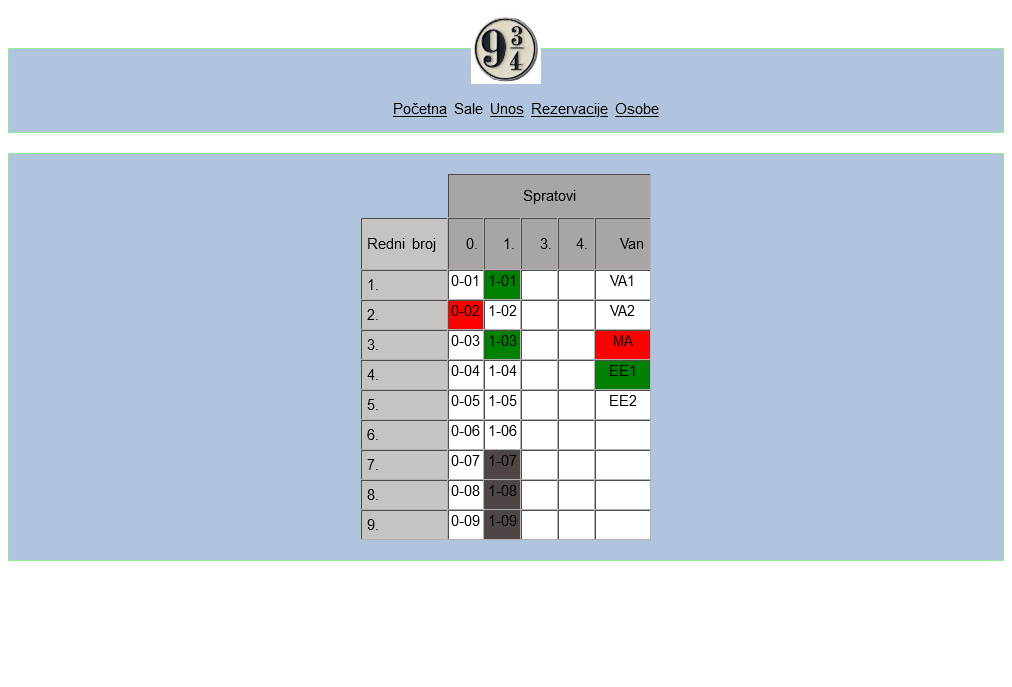 9 3/4
Početna Sale Unos Rezervacije Osobe
Spratovi
Redni broj 0. 1. 3. 4. Van
1. 0-01 1-01 VA1
2. 0-02 1-02 VA2
3. 0-03 1-03 MA
4. 0-04 1-04 EE1
5. 0-05 1-05 EE2
6. 0-06 1-06
7. 0-07 1-07
8. 0-08 1-08
9. 0-09 1-09